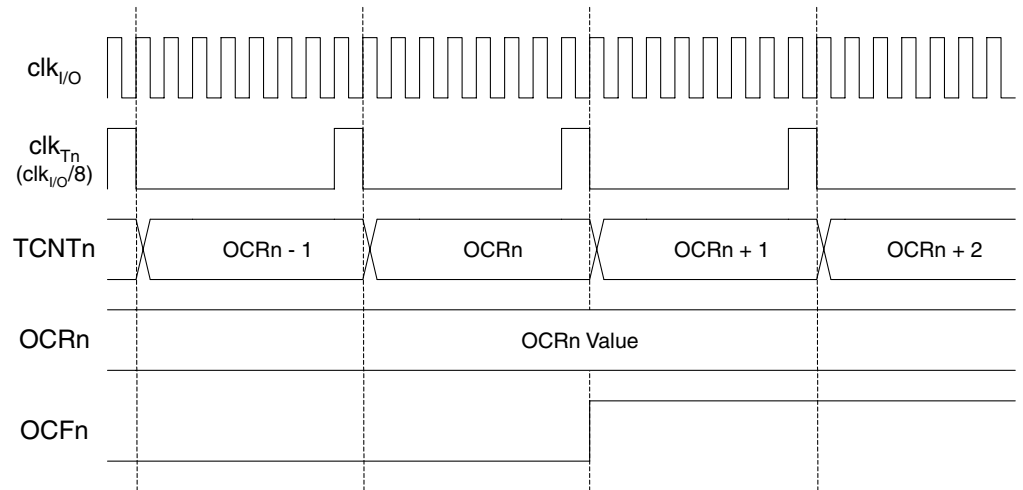 clkI/O
clkTn
(clkI/O/8)
TCNTn
OCRn - 1
OCRn
OCRn + 1
OCRn + 2
OCRn
OCRn Value
OCFn